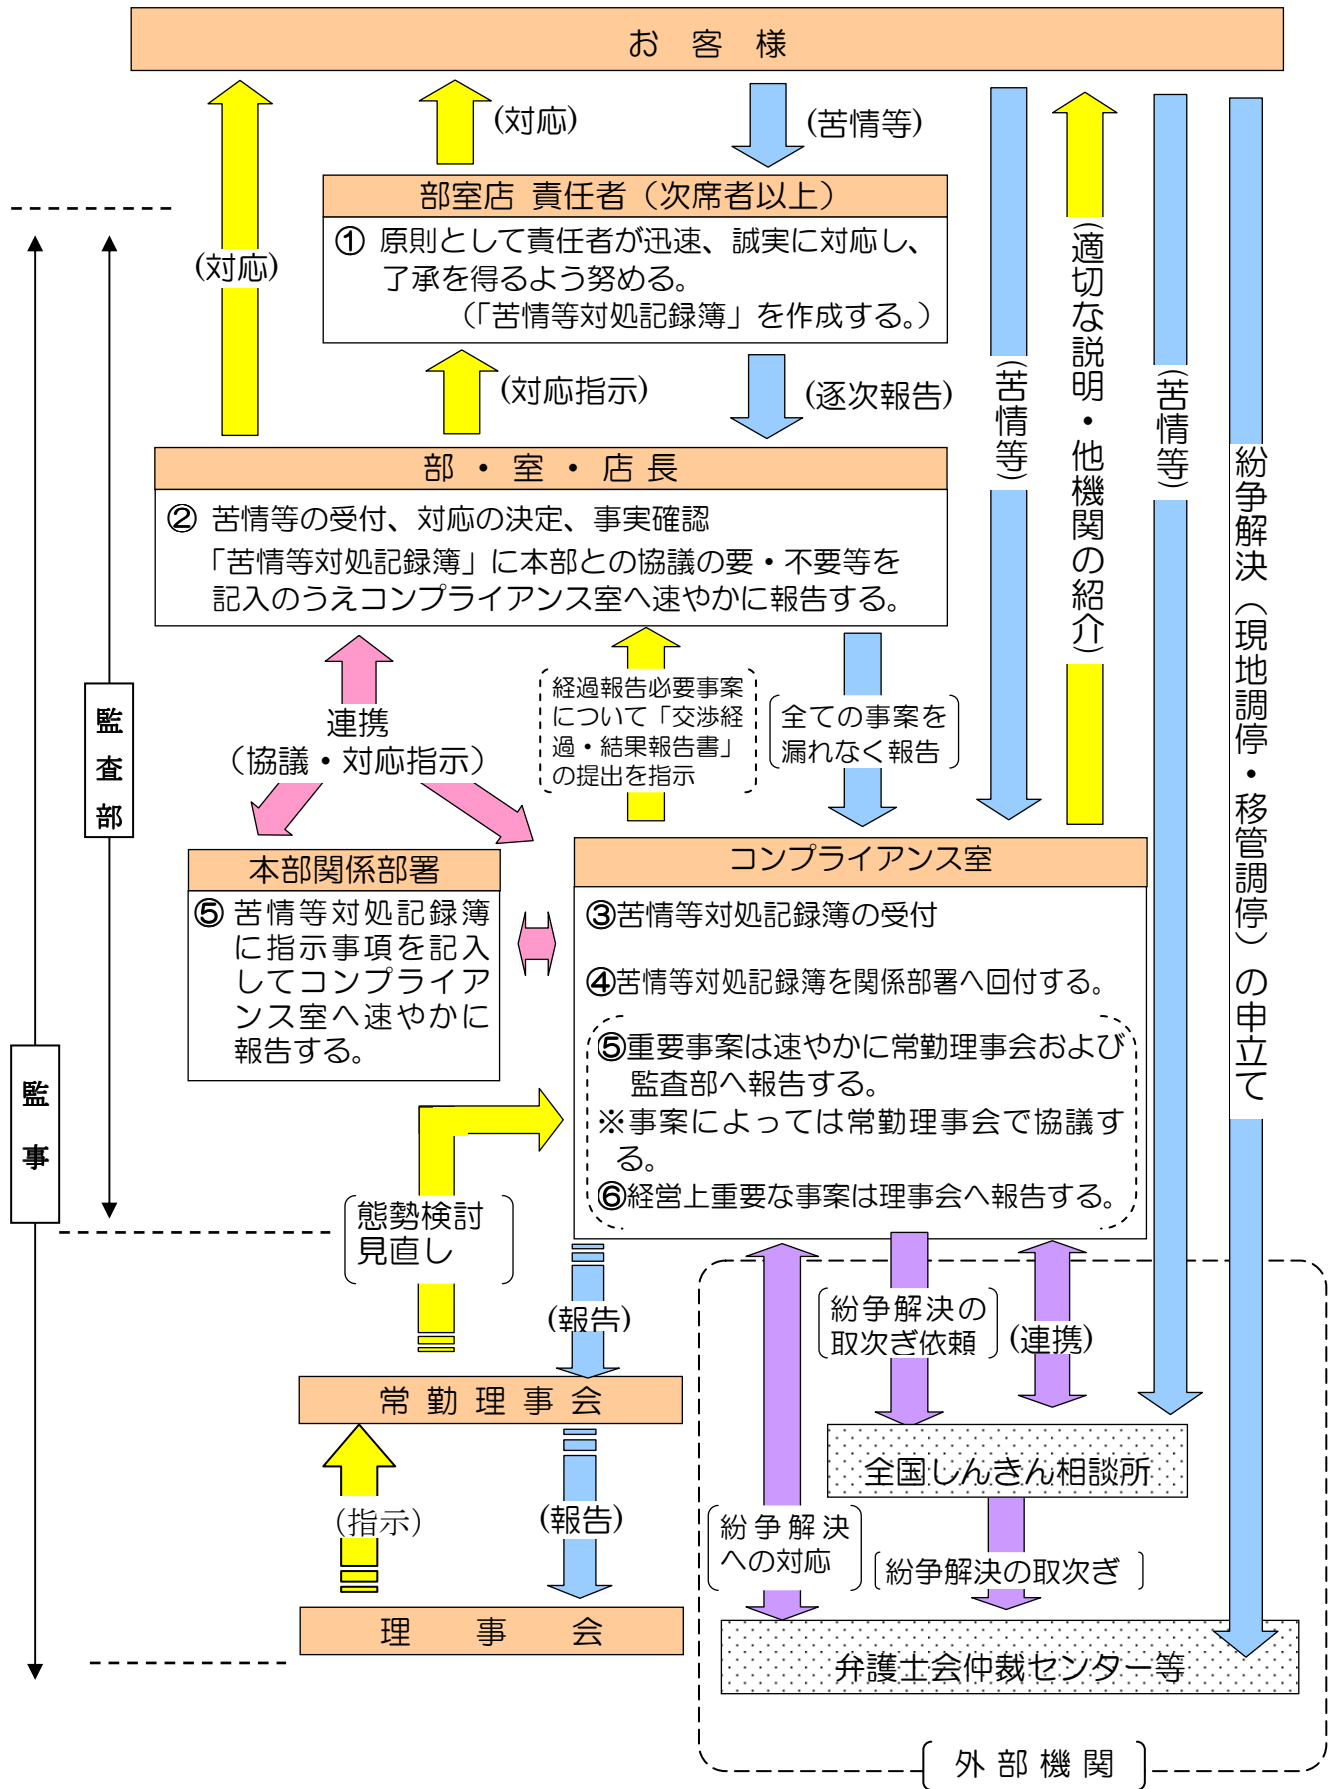 お客様
(対応)
(苦情等)
部室店 責任者（次席者以上）
① 原則として責任者が迅速、誠実に対応し、
了承を得るよう努める。
（「苦情等対処記録簿」を作成する。）
(対応)
(対応指示)
(逐次報告)
(苦情等)
(適切な説明・他機関の紹介)
(苦情等)
紛争解決（現地調停・移管調停）の申立て
部・室・店長
② 苦情等の受付、対応の決定、事実確認
「苦情等対処記録簿」に本部との協議の要・不要等を
記入のうえコンプライアンス室へ速やかに報告する。
連携
（協議・対応指示）
経過報告必要事案
について「交渉経
過・結果報告書」
の提出を指示
全ての事案を
漏れなく報告
監査部
監事
本部関係部署
⑤ 苦情等対処記録簿
に指示事項を記入
してコンプライア
ンス室へ速やかに
報告する。
コンプライアンス室
③苦情等対処記録簿の受付
④苦情等対処記録簿を関係部署へ回付する。
⑤重要事案は速やかに常勤理事会および
監査部へ報告する。
※事案によっては常勤理事会で協議す
る。
⑥経営上重要な事案は理事会へ報告する。
態勢検討
見直し
(報告)
紛争解決の
取次ぎ依頼
(連携)
常勤理事会
全国しんきん相談所
(指示)
(報告)
紛争解決
への対応
紛争解決の取次ぎ
理事会
弁護士会仲裁センター等
外部機関